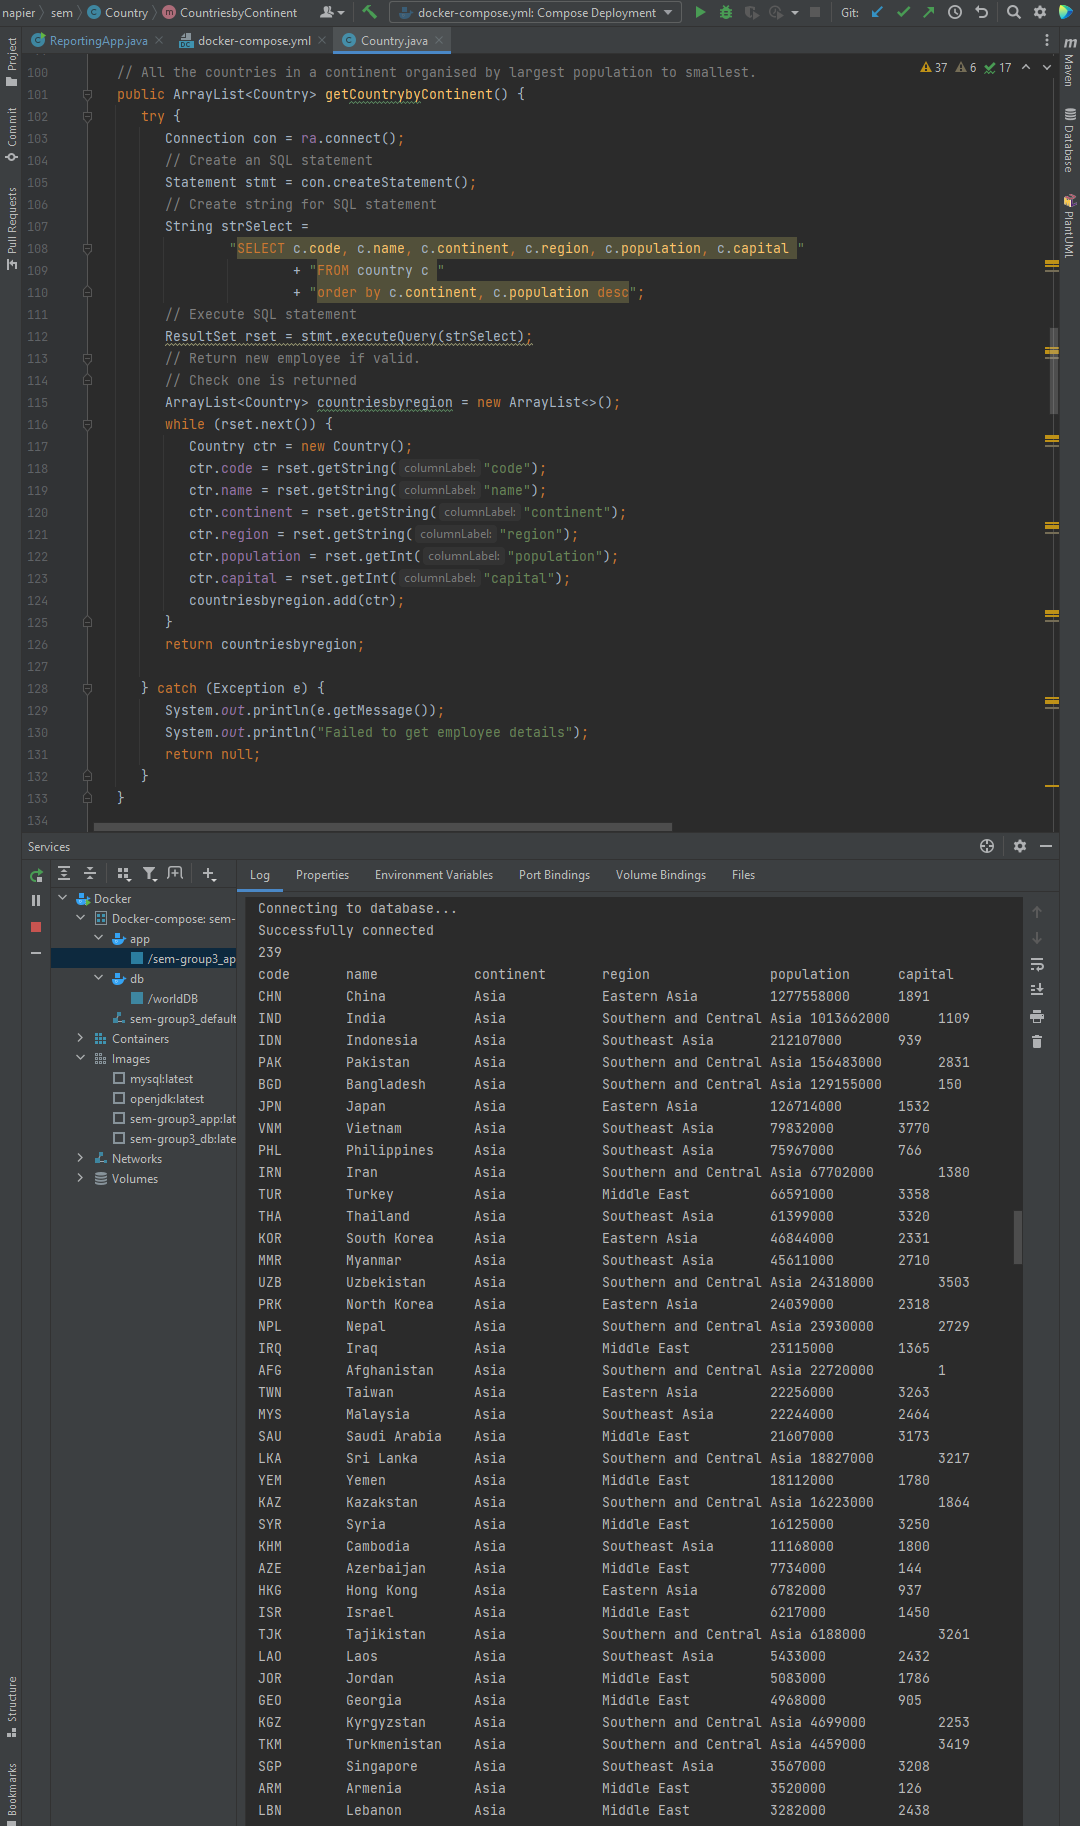 napier sem Country CountriesbyContinent docker-compose.yml: Compose Deployment Git:
ReportingApp.java docker-compose.yml Country.java
Project
Commit
Pull Requests
Structure
Bookmarks
Maven
Database
PlantUML
37 6 17
100 // All the countries in a continent organised by largest population to smallest.
101 public ArrayList<Country> getCountrybyContinent() {
102 try {
103 Connection con = ra.connect();
104 // Create an SQL statement
105 Statement stmt = con.createStatement();
106 // Create string for SQL statement
107 String strSelect =
108 "SELECT c.code, c.name, c.continent, c.region, c.population, c.capital "
109 + "FROM country c "
110 + "order by c.continent, c.population desc";
111 // Execute SQL statement
112 ResultSet rset = stmt.executeQuery(strSelect);
113 // Return new employee if valid.
114 // Check one is returned
115 ArrayList<Country> countriesbyregion = new ArrayList<>();
116 while (rset.next()) {
117 Country ctr = new Country();
118 ctr.code = rset.getString( columnLabel: "code");
119 ctr.name = rset.getString( columnLabel: "name");
120 ctr.continent = rset.getString( columnLabel: "continent");
121 ctr.region = rset.getString( columnLabel: "region");
122 ctr.population = rset.getInt( columnLabel: "population");
123 ctr.capital = rset.getInt( columnLabel: "capital");
124 countriesbyregion.add(ctr);
125 }
126 return countriesbyregion;
127
128 } catch (Exception e) {
129 System.out.println(e.getMessage());
130 System.out.println("Failed to get employee details");
131 return null;
132 }
133 }
134
Services
Log Properties Environment Variables Port Bindings Volume Bindings Files
Docker
Docker-compose: sem-
app
/sem-group3_ap
db
/worldDB
sem-group3_default
Containers
Images
mysql:latest
openjdk:latest
sem-group3_app:lat
sem-group3_db:late
Networks
Volumes
Connecting to database...
Successfully connected
239
code name continent region population capital
CHN China Asia Eastern Asia 1277558000 1891
IND India Asia Southern and Central Asia 1013662000 1109
IDN Indonesia Asia Southeast Asia 212107000 939
PAK Pakistan Asia Southern and Central Asia 156483000 2831
BGD Bangladesh Asia Southern and Central Asia 129155000 150
JPN Japan Asia Eastern Asia 126714000 1532
VNM Vietnam Asia Southeast Asia 79832000 3770
PHL Philippines Asia Southeast Asia 75967000 766
IRN Iran Asia Southern and Central Asia 67702000 1380
TUR Turkey Asia Middle East 66591000 3358
THA Thailand Asia Southeast Asia 61399000 3320
KOR South Korea Asia Eastern Asia 46844000 2331
MMR Myanmar Asia Southeast Asia 45611000 2710
UZB Uzbekistan Asia Southern and Central Asia 24318000 3503
PRK North Korea Asia Eastern Asia 24039000 2318
NPL Nepal Asia Southern and Central Asia 23930000 2729
IRQ Iraq Asia Middle East 23115000 1365
AFG Afghanistan Asia Southern and Central Asia 22720000 1
TWN Taiwan Asia Eastern Asia 22256000 3263
MYS Malaysia Asia Southeast Asia 22244000 2464
SAU Saudi Arabia Asia Middle East 21607000 3173
LKA Sri Lanka Asia Southern and Central Asia 18827000 3217
YEM Yemen Asia Middle East 18112000 1780
KAZ Kazakstan Asia Southern and Central Asia 16223000 1864
SYR Syria Asia Middle East 16125000 3250
KHM Cambodia Asia Southeast Asia 11168000 1800
AZE Azerbaijan Asia Middle East 7734000 144
HKG Hong Kong Asia Eastern Asia 6782000 937
ISR Israel Asia Middle East 6217000 1450
TJK Tajikistan Asia Southern and Central Asia 6188000 3261
LAO Laos Asia Southeast Asia 5433000 2432
JOR Jordan Asia Middle East 5083000 1786
GEO Georgia Asia Middle East 4968000 905
KGZ Kyrgyzstan Asia Southern and Central Asia 4699000 2253
TKM Turkmenistan Asia Southern and Central Asia 4459000 3419
SGP Singapore Asia Southeast Asia 3567000 3208
ARM Armenia Asia Middle East 3520000 126
LBN Lebanon Asia Middle East 3282000 2438